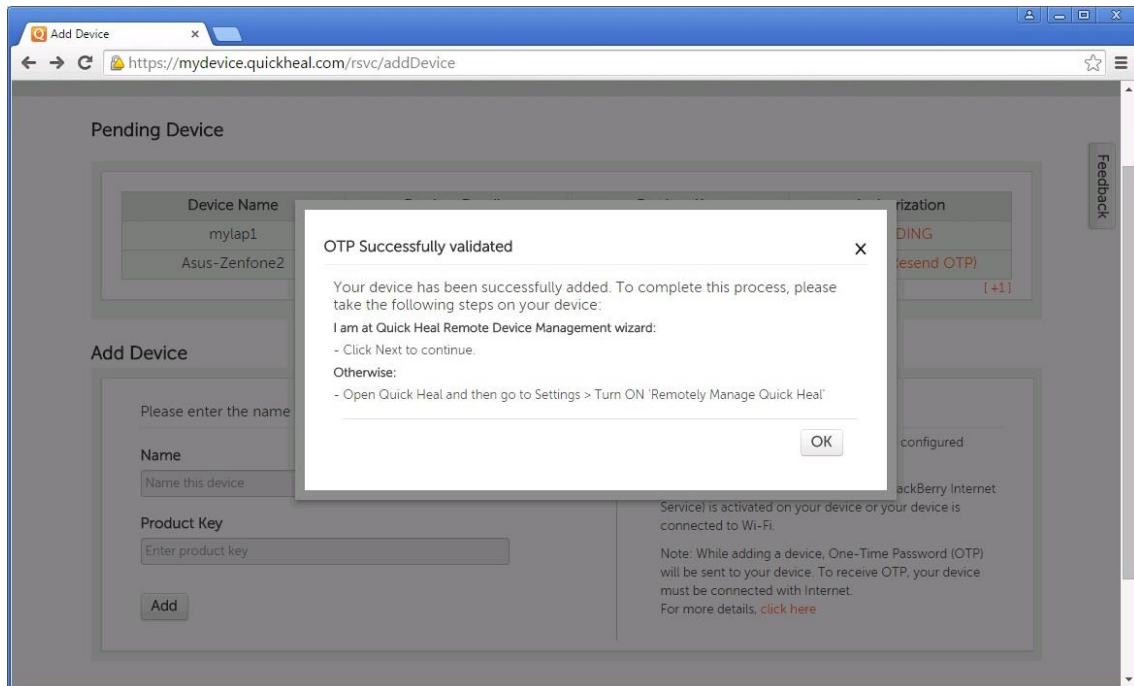 Add Device
https://mydevice.quickheal.com/rsvc/addDevice
Pending Device
Feedback
Device Name
rization
mylap1
DING
Asus-Zenfone2
esend OTP)
[ +1 ]
OTP Successfully validated
Your device has been successfully added. To complete this process, please
take the following steps on your device:
I am at Quick Heal Remote Device Management wizard:
- Click Next to continue.
Otherwise:
- Open Quick Heal and then go to Settings > Turn ON 'Remotely Manage Quick Heal'
OK
Add Device
Please enter the name
Name
Name this device
Product Key
Enter product key
Add
configured
ackBerry Internet
Service) is activated on your device or your device is
connected to Wi-Fi.
Note: While adding a device, One-Time Password (OTP)
will be sent to your device. To receive OTP, your device
must be connected with Internet.
For more details, click here